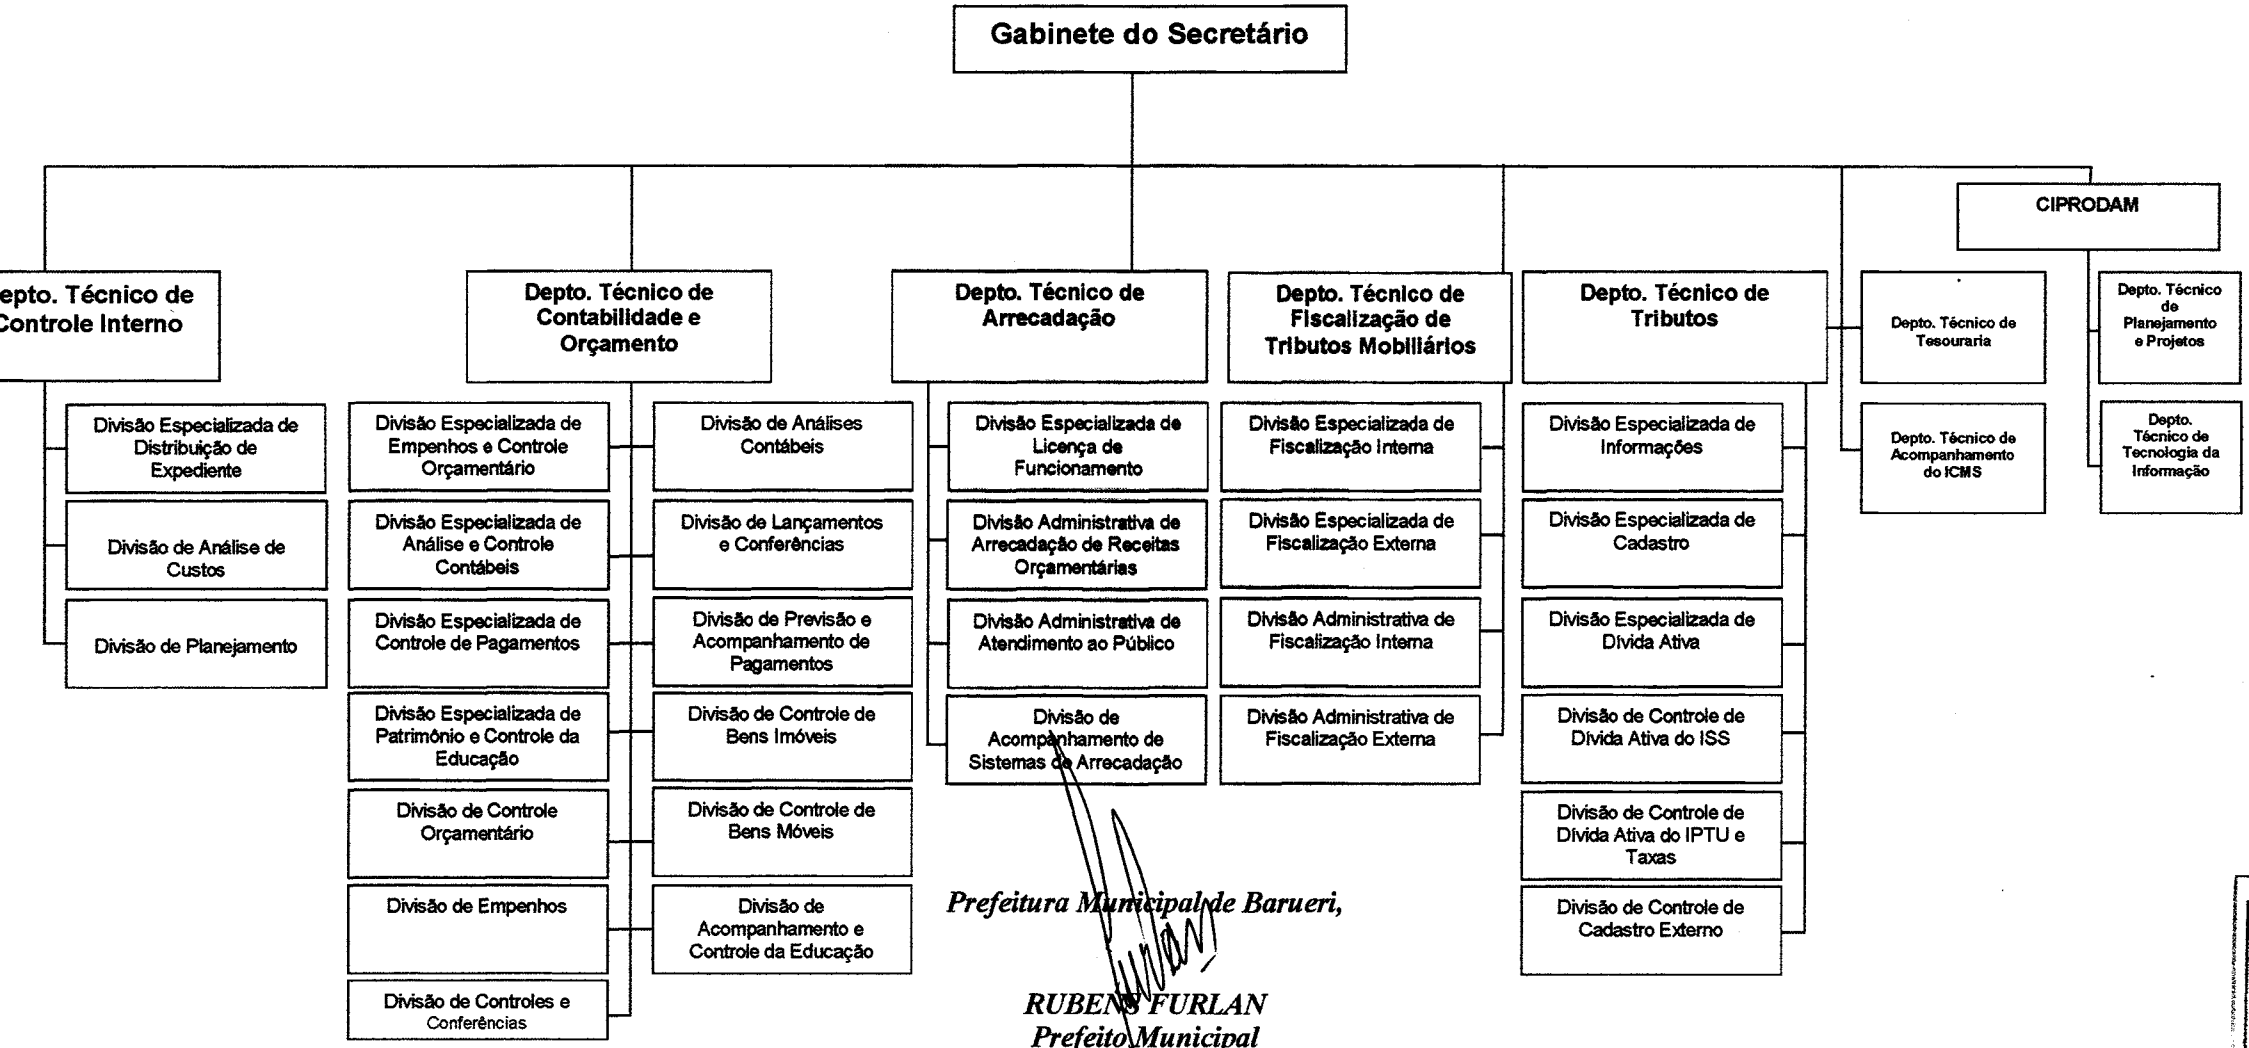 Gabinete do Secretário
CIPRODAM
epto. Técnico de
Controle Interno
Depto. Técnico de
Contabilidade e
Orçamento
Depto. Técnico de
Arrecadação
Depto. Técnico de
Fiscalização de
Tributos Mobiliários
Depto. Técnico de
Tributos
Depto. Técnico de
Tesouraria
Depto. Técnico
de
Planejamento
e Projetos
Divisão Especializada de
Distribuição de
Expediente
Divisão de Análise de
Custos
Divisão de Planejamento
Divisão Especializada de
Empenhos e Controle
Orçamentário
Divisão Especializada de
Análise e Controle
Contábeis
Divisão Especializada de
Controle de Pagamentos
Divisão Especializada de
Patrimônio e Controle da
Educação
Divisão de Controle
Orçamentário
Divisão de Empenhos
Divisão de Controles e
Conferências
Divisão de Análises
Contábeis
Divisão de Lançamentos
e Conferências
Divisão de Previsão e
Acompanhamento de
Pagamentos
Divisão de Controle de
Bens Imóveis
Divisão de Controle de
Bens Móveis
Divisão de
Acompanhamento e
Controle da Educação
Divisão Especializada de
Licença de
Funcionamento
Divisão Administrativa de
Arrecadação de Receitas
Orçamentárias
Divisão Administrativa de
Atendimento ao Público
Divisão de
Acompanhamento de
Sistemas de Arrecadação
Divisão Especializada de
Fiscalização Interna
Divisão Especializada de
Fiscalização Externa
Divisão Administrativa de
Fiscalização Interna
Divisão Administrativa de
Fiscalização Externa
Divisão Especializada de
Informações
Divisão Especializada de
Cadastro
Divisão Especializada de
Dívida Ativa
Divisão de Controle de
Dívida Ativa do ISS
Divisão de Controle de
Dívida Ativa do IPTU e
Taxas
Divisão de Controle de
Cadastro Externo
Depto. Técnico de
Acompanhamento
do ICMS
Depto.
Técnico de
Tecnologia da
Informação
Prefeitura Municipal de Barueri,
RUBENS FURLAN
Prefeito Municipal